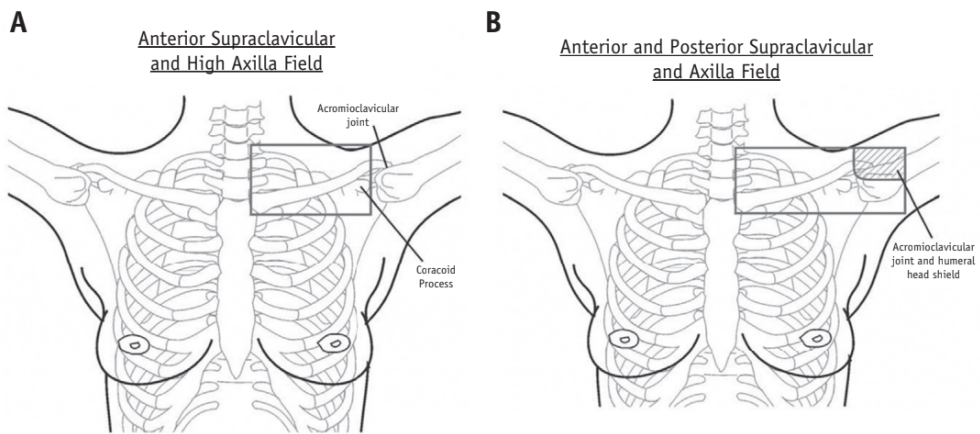 A
Anterior Supraclavicular
and High Axilla Field
Acromioclavicular
joint
Coracoid
Process
B
Anterior and Posterior Supraclavicular
and Axilla Field
Acromioclavicular
joint and humeral
head shield